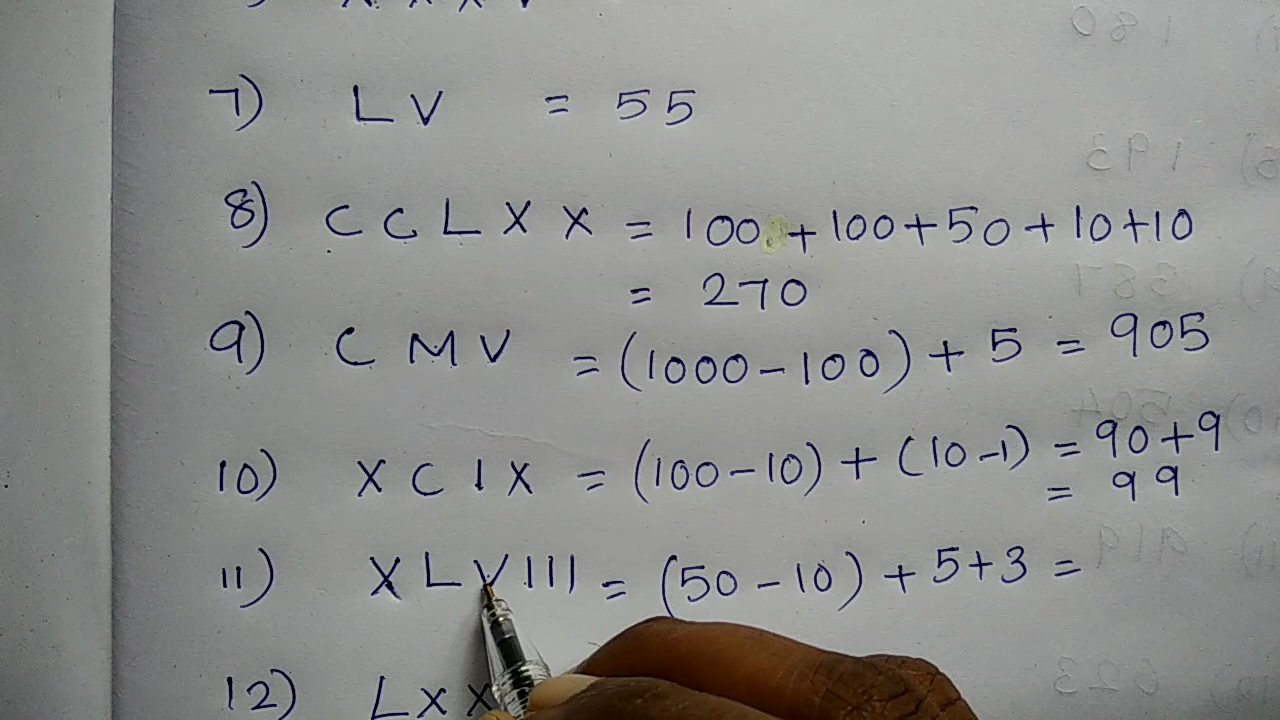 7) LV = 55
8) CCLXX = 100 + 100 + 50 + 10 + 10
= 270
9) CMV = (1000 - 100) + 5 = 905
10) XCIX = (100 - 10) + (10 - 1) = 90 + 9
= 99
11) XLVIII = (50 - 10) + 5 + 3 =
12) LXX